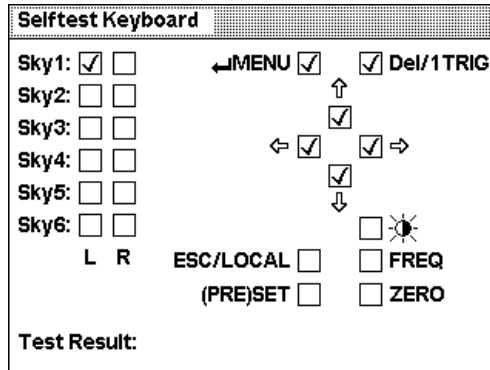 Selftest Keyboard
Sky1: ↵MENU Del/1TRIG
Sky2:
Sky3:
Sky4:
Sky5:
Sky6:
L R ESC/LOCAL FREQ
(PRE)SET ZERO
Test Result: